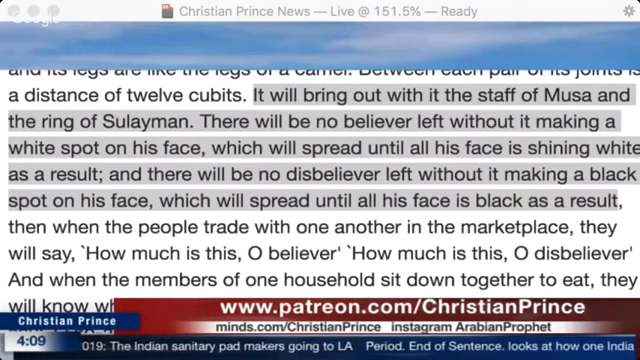 Christian Prince News — Live @ 151.5% — Ready
Google
and its legs are like the legs of a camel. Between each pair of its joints is
a distance of twelve cubits. It will bring out with it the staff of Musa and
the ring of Sulayman. There will be no believer left without it making a
white spot on his face, which will spread until all his face is shining white
as a result; and there will be no disbeliever left without it making a black
spot on his face, which will spread until all his face is black as a result,
then when the people trade with one another in the marketplace, they
will say, `How much is this, O believer' `How much is this, O disbeliever'
And when the members of one household sit down together to eat, they
will know wh
www.patreon.com/ChristianPrince
Christian Prince
minds.com/ChristianPrince instagram ArabianProphet
4:09
019: The Indian sanitary pad makers going to LA Period. End of Sentence. looks at how one India